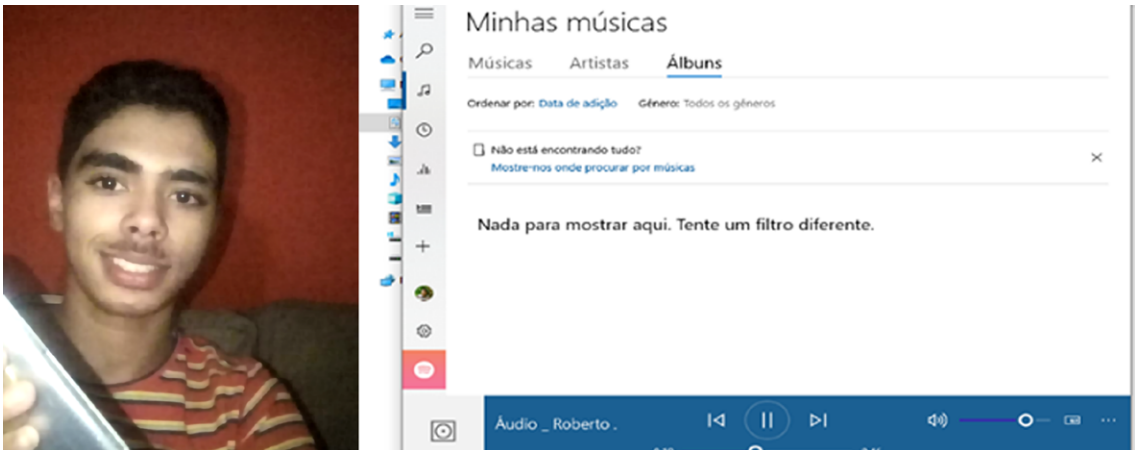 Minhas músicas
Músicas Artistas Álbuns
Ordenar por: Data de adição Gênero: Todos os gêneros
Não está encontrando tudo?
Mostre-nos onde procurar por músicas
Nada para mostrar aqui. Tente um filtro diferente.
Áudio _ Roberto .